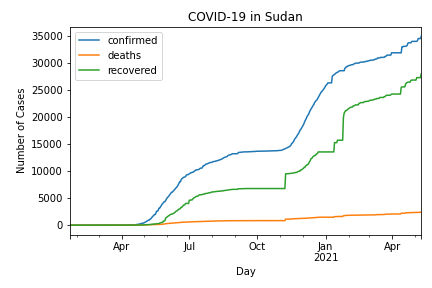 COVID-19 in Sudan
confirmed
deaths
recovered
Number of Cases
35000
30000
25000
20000
15000
10000
5000
0
Apr
Jul
Oct
Jan
2021
Apr
Day